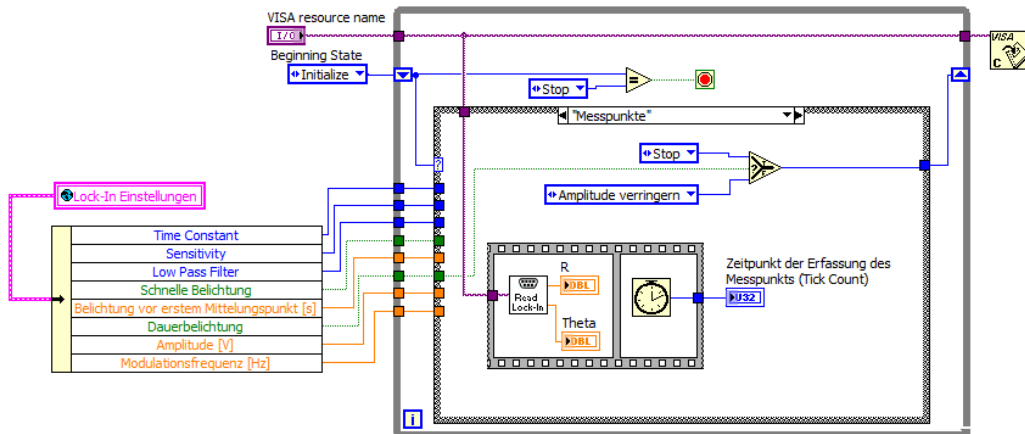 VISA resource name
I/O
Beginning State
Initialize
VISA
C
Stop
=
"Messpunkte"
?
Stop
?
T
F
Amplitude verringern
Lock-In Einstellungen
Time Constant
Sensitivity
Low Pass Filter
Schnelle Belichtung
Belichtung vor erstem Mittelungspunkt [s]
Dauerbelichtung
Amplitude [V]
Modulationsfrequenz [Hz]
R
DBL
Read
Lock-In
Theta
DBL
Zeitpunkt der Erfassung des
Messpunkts (Tick Count)
U32
i